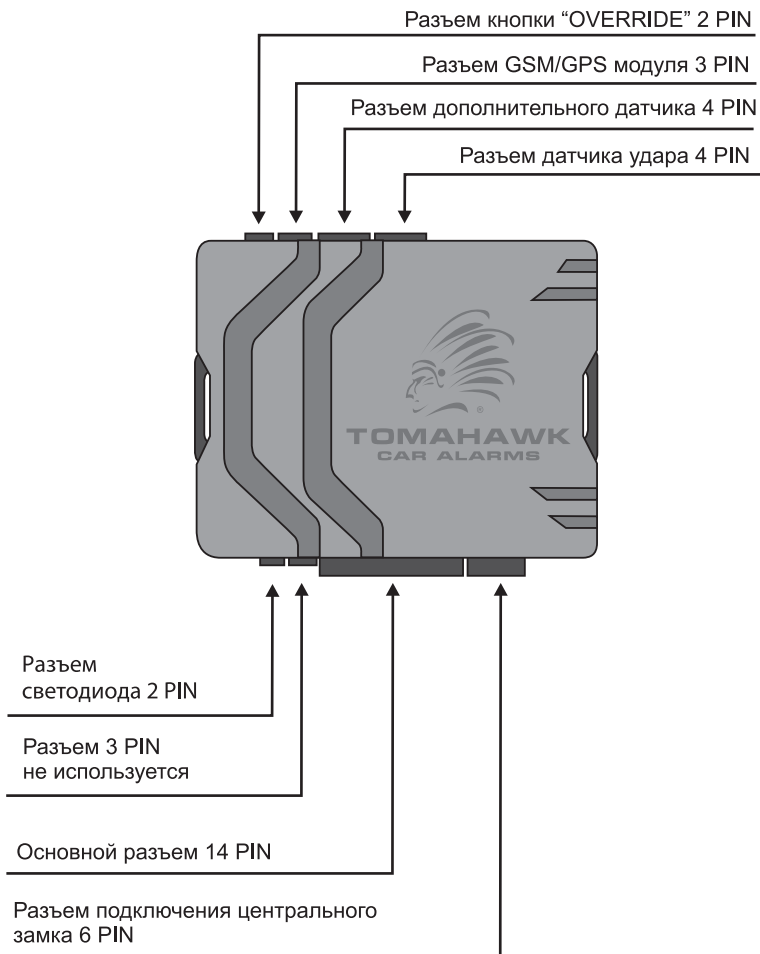 Разъем кнопки “OVERRIDE” 2 PIN
Разъем GSM/GPS модуля 3 PIN
Разъем дополнительного датчика 4 PIN
Разъем датчика удара 4 PIN
®
TOMAHAWK
CAR ALARMS
Разъем
светодиода 2 PIN
Разъем 3 PIN
не используется
Основной разъем 14 PIN
Разъем подключения центрального
замка 6 PIN